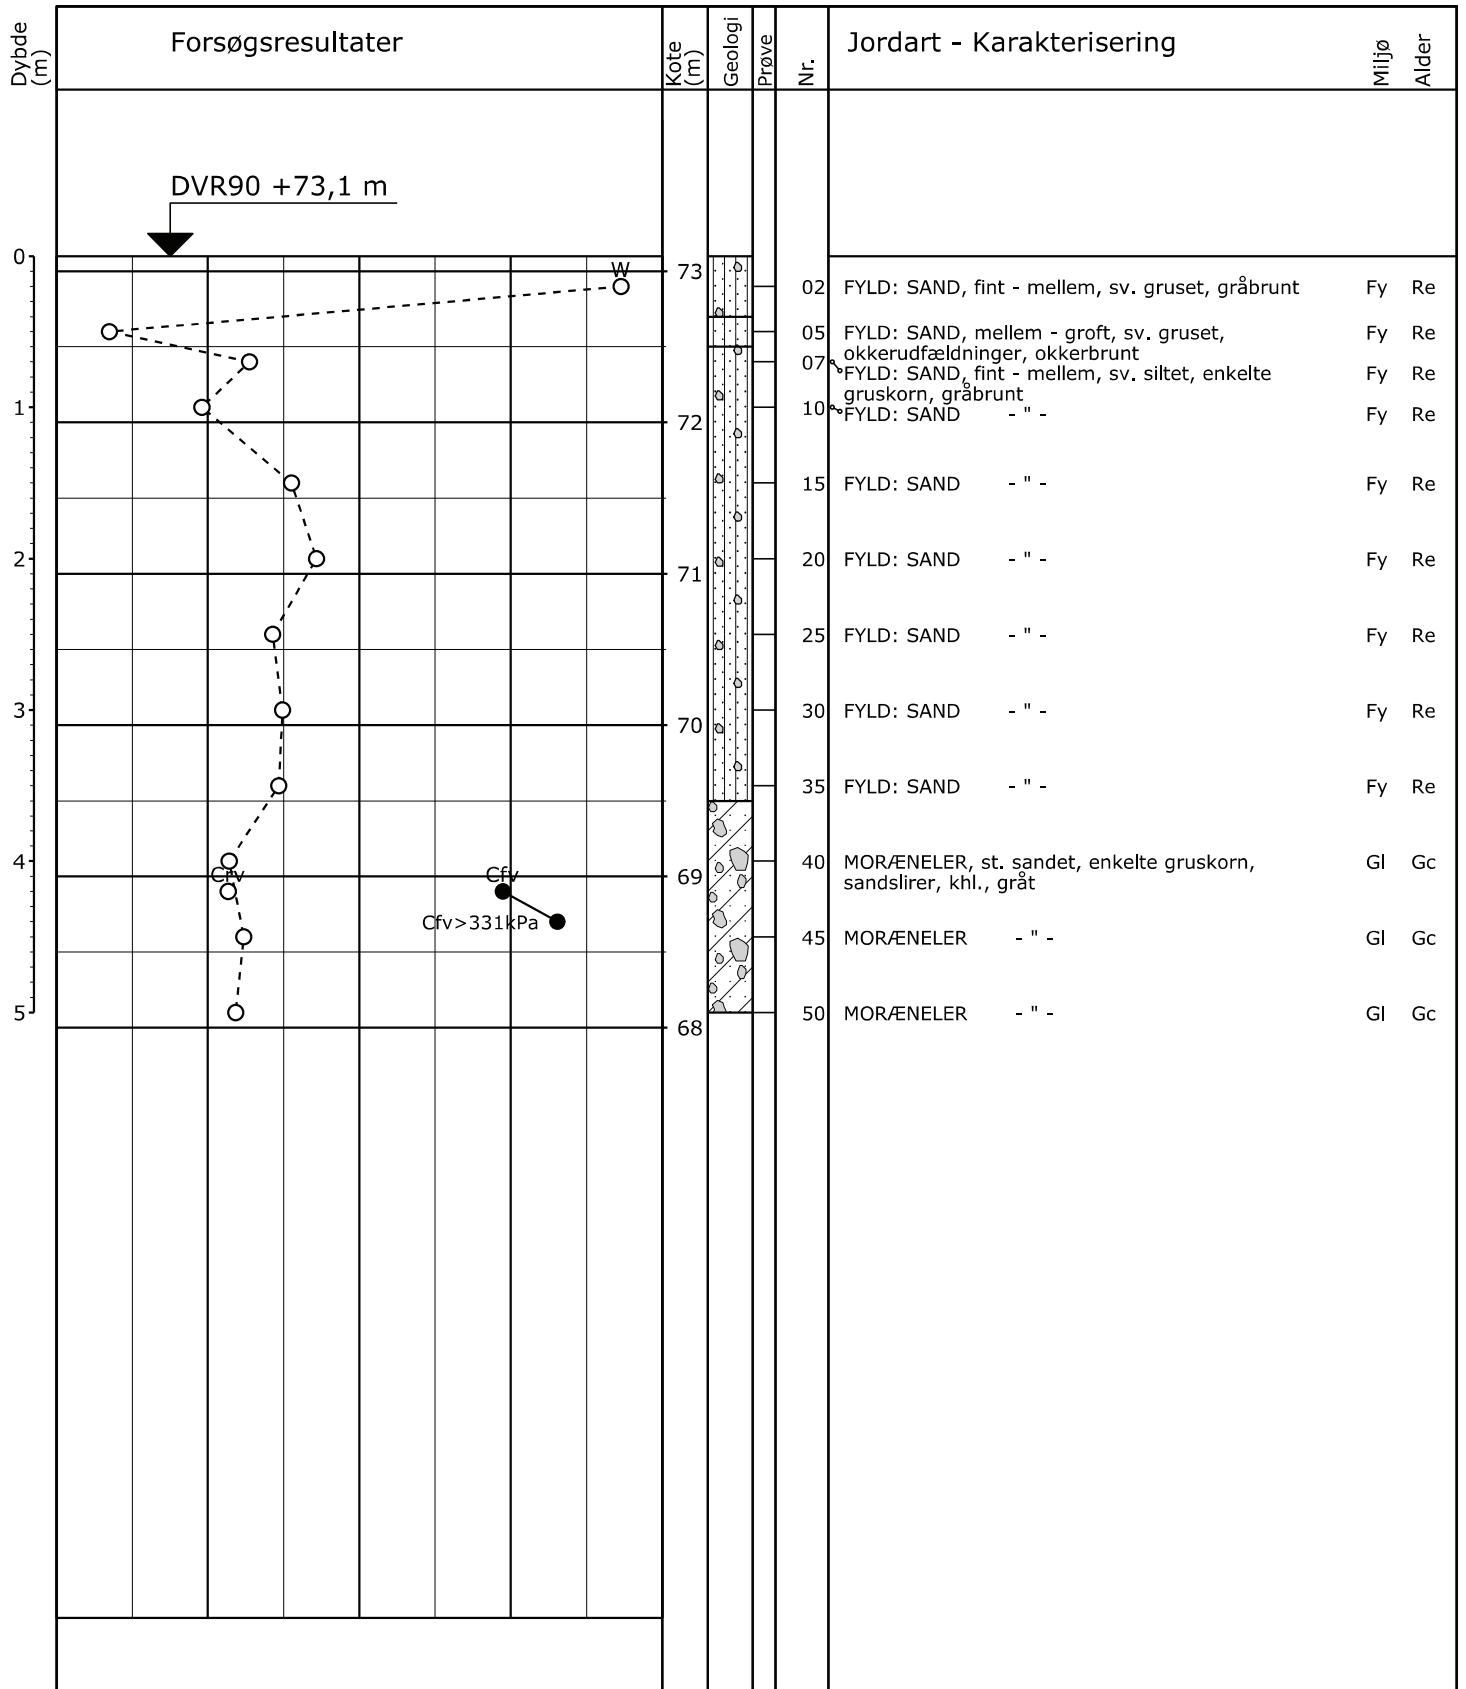 Dybde
(m)
Forsøgsresultater
Kote
(m)
Geologi
Prøve
Nr.
Jordart - Karakterisering
Miljø
Alder
DVR90 +73,1 m
0
W
73
02 FYLD: SAND, fint - mellem, sv. gruset, gråbrunt Fy Re
05 FYLD: SAND, mellem - groft, sv. gruset, Fy Re
okkerudfældninger, okkerbrunt
07 FYLD: SAND, fint - mellem, sv. siltet, enkelte Fy Re
gruskorn, gråbrunt
1
10 FYLD: SAND - " - Fy Re
72
15 FYLD: SAND - " - Fy Re
2
20 FYLD: SAND - " - Fy Re
71
25 FYLD: SAND - " - Fy Re
3
30 FYLD: SAND - " - Fy Re
70
35 FYLD: SAND - " - Fy Re
4
40 MORÆNELER, st. sandet, enkelte gruskorn, Gl Gc
sandslirer, khl., gråt
Crv
Cfv
69
Cfv>331kPa
45 MORÆNELER - " - Gl Gc
5
50 MORÆNELER - " - Gl Gc
68